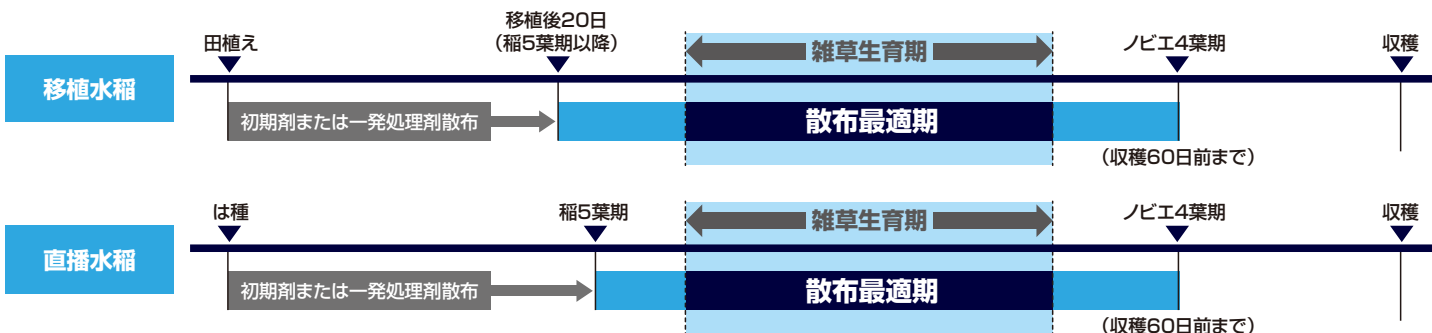 移植水稲
田植え
移植後20日
(稲5葉期以降)
雑草生育期
ノビエ4葉期
収穫
初期剤または一発処理剤散布
散布最適期
(収穫60日前まで)
直播水稲
は種
稲5葉期
雑草生育期
ノビエ4葉期
収穫
初期剤または一発処理剤散布
散布最適期
(収穫60日前まで)